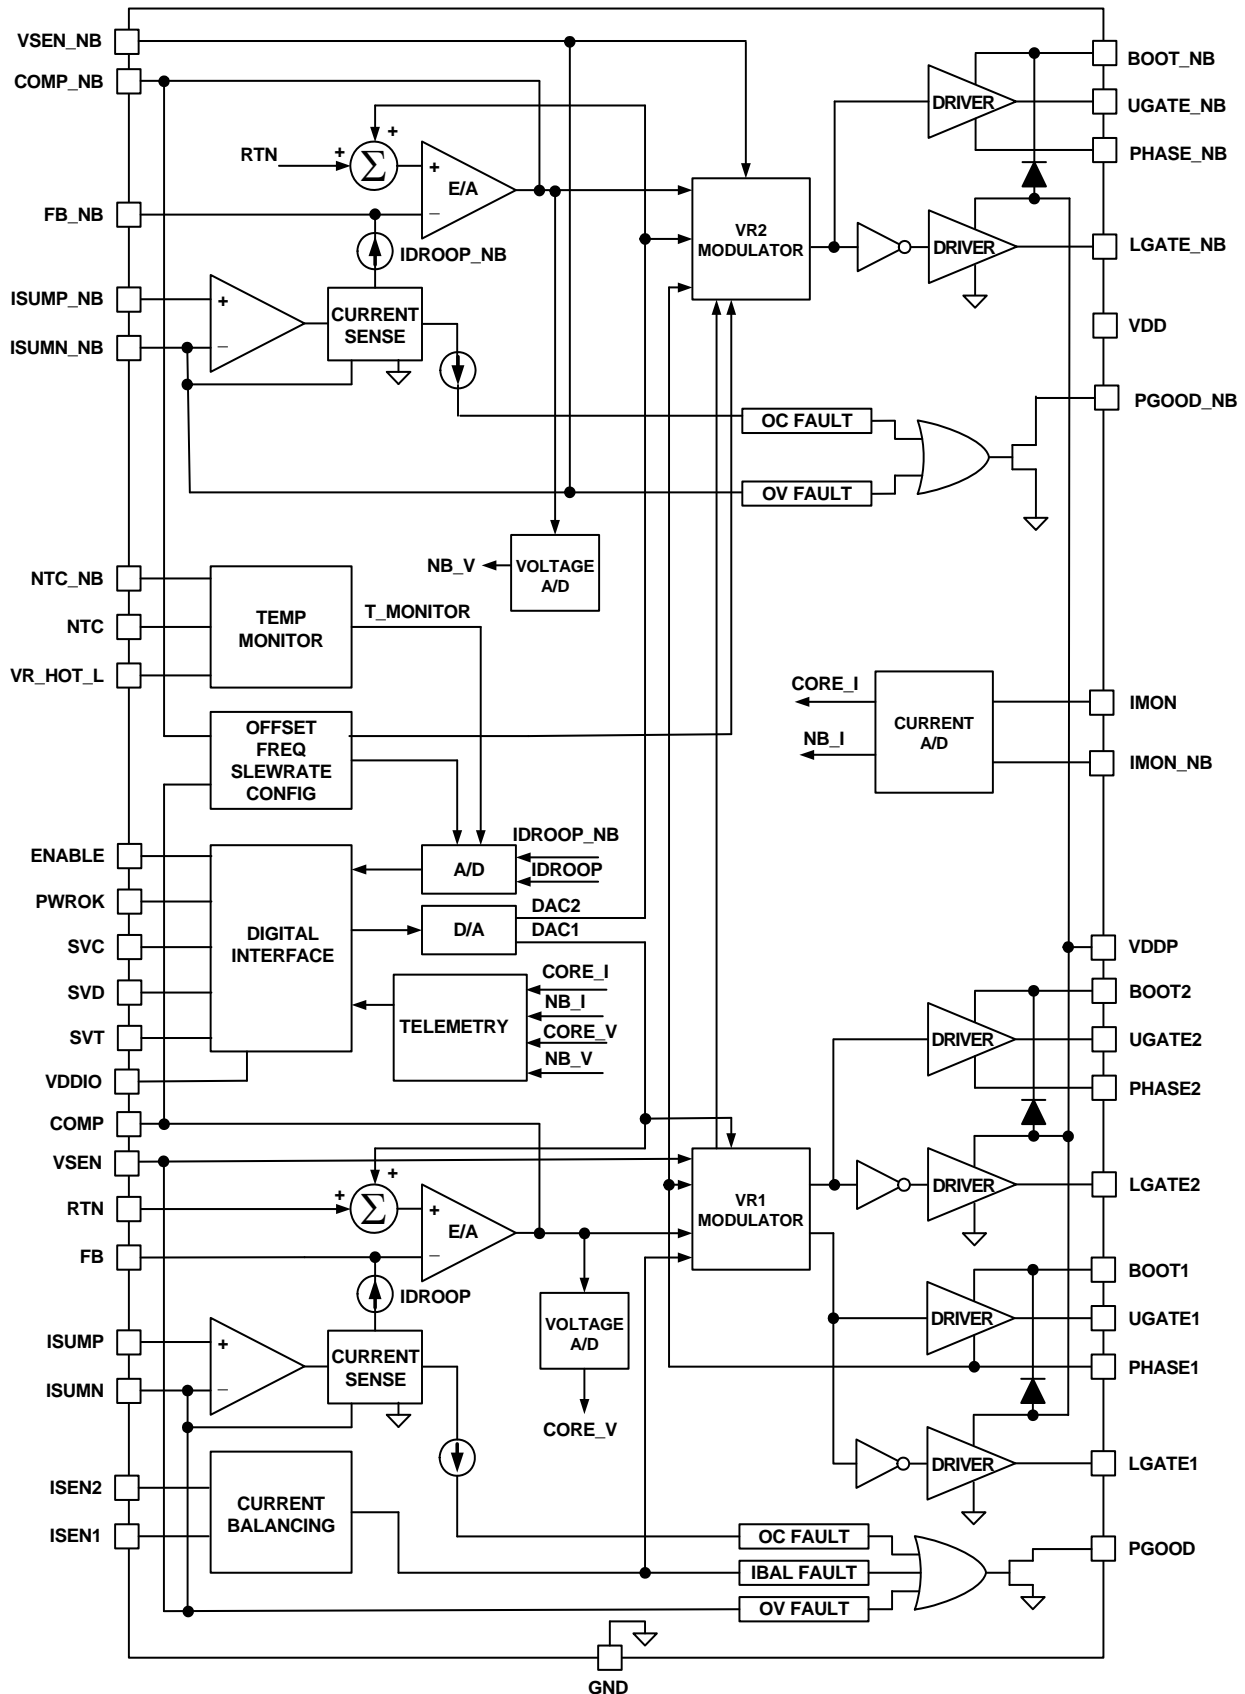 VSEN_NB
BOOT_NB
COMP_NB
DRIVER
UGATE_NB
+
RTN
+
Σ
+
E/A
PHASE_NB
FB_NB
−
VR2
MODULATOR
DRIVER
LGATE_NB
IDROOP_NB
ISUMP_NB
+
CURRENT
SENSE
VDD
ISUMN_NB
−
PGOOD_NB
OC FAULT
OV FAULT
NB_V
VOLTAGE
A/D
NTC_NB
T_MONITOR
NTC
TEMP
MONITOR
VR_HOT_L
CORE_I
IMON
CURRENT
A/D
NB_I
IMON_NB
OFFSET
FREQ
SLEWRATE
CONFIG
ENABLE
IDROOP_NB
A/D
IDROOP
PWROK
DAC2
D/A
DAC1
SVC
DIGITAL
INTERFACE
VDDP
CORE_I
SVD
BOOT2
NB_I
TELEMETRY
CORE_V
SVT
DRIVER
UGATE2
NB_V
VDDIO
PHASE2
COMP
VSEN
+
DRIVER
LGATE2
RTN
+
Σ
+
E/A
VR1
MODULATOR
FB
−
BOOT1
IDROOP
DRIVER
UGATE1
ISUMP
+
VOLTAGE
A/D
CURRENT
SENSE
PHASE1
ISUMN
−
CORE_V
DRIVER
LGATE1
ISEN2
CURRENT
BALANCING
ISEN1
OC FAULT
PGOOD
IBAL FAULT
OV FAULT
GND